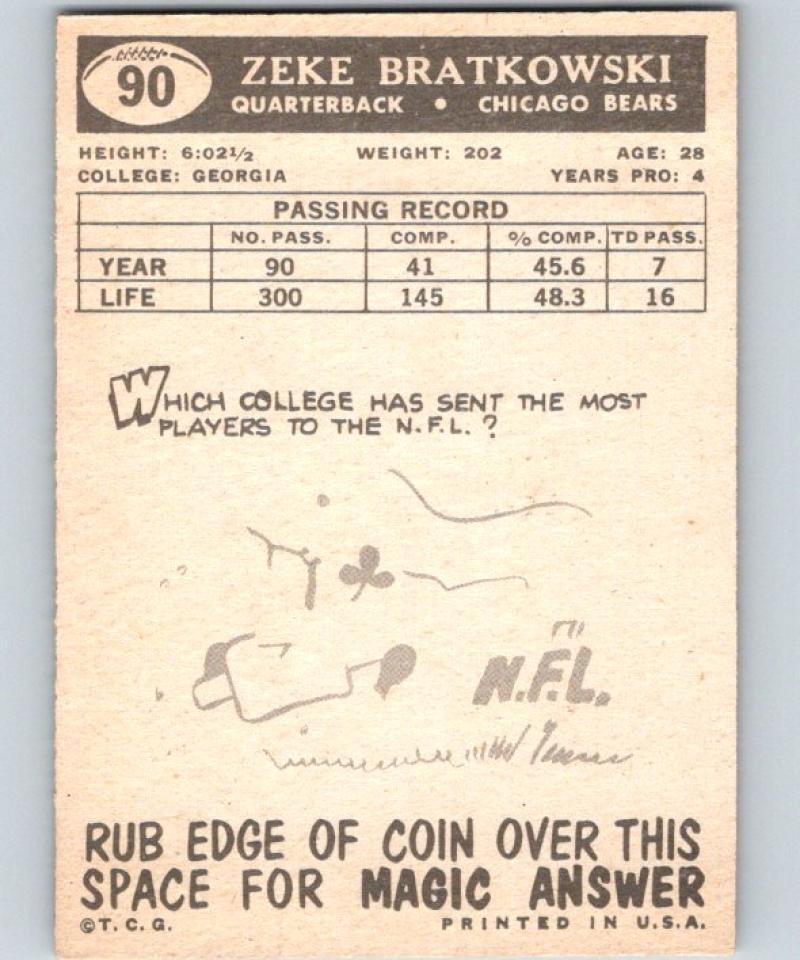 90
ZEKE BRATKOWSKI
QUARTERBACK • CHICAGO BEARS
HEIGHT: 6:02½ WEIGHT: 202 AGE: 28
COLLEGE: GEORGIA YEARS PRO: 4
PASSING RECORD
NO. PASS. COMP. % COMP. TD PASS.
YEAR 90 41 45.6 7
LIFE 300 145 48.3 16
WHICH COLLEGE HAS SENT THE MOST
PLAYERS TO THE N.F.L. ?
N.F.L.
RUB EDGE OF COIN OVER THIS
SPACE FOR MAGIC ANSWER
©T. C. G. PRINTED IN U.S.A.